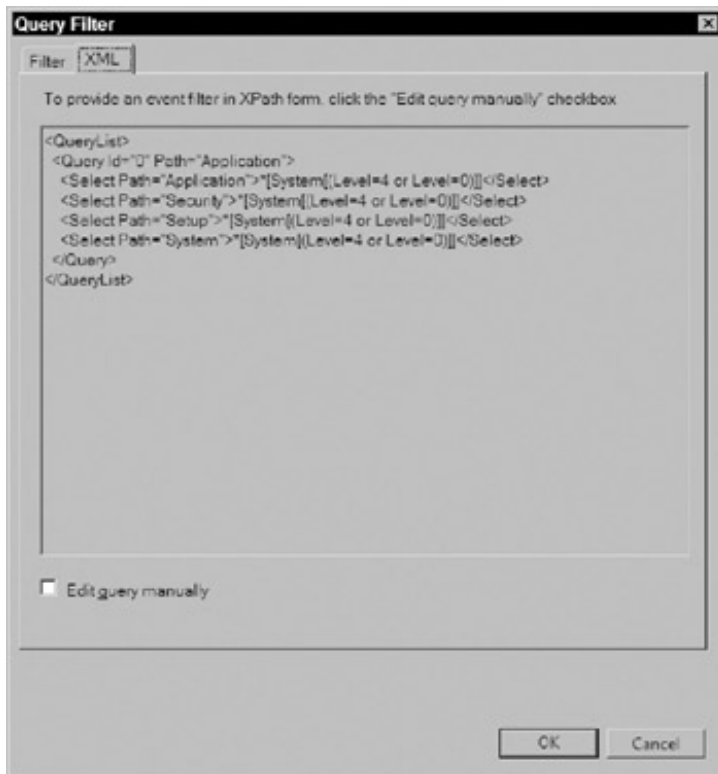 Query Filter
Filter XML
To provide an event filter in XPath form, click the "Edit query manually" checkbox
<QueryList>
<Query Id="0" Path="Application">
<Select Path="Application">*[System[(Level=4 or Level=0)]]</Select>
<Select Path="Security">*[System[(Level=4 or Level=0)]]</Select>
<Select Path="Setup">*[System[(Level=4 or Level=0)]]</Select>
<Select Path="System">*[System[(Level=4 or Level=0)]]</Select>
</Query>
</QueryList>
Edit query manually
OK Cancel